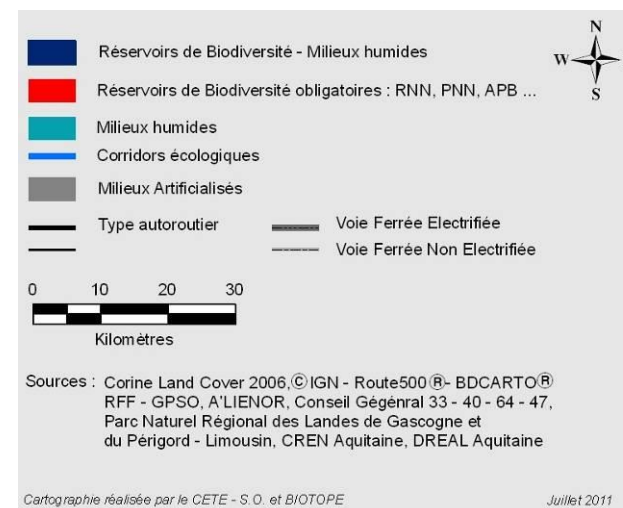 N
W
S
Réservoirs de Biodiversité - Milieux humides
Réservoirs de Biodiversité obligatoires : RNN, PNN, APB ...
Milieux humides
Corridors écologiques
Milieux Artificialisés
Type autoroutier
Voie Ferrée Electrifiée
Voie Ferrée Non Electrifiée
0 10 20 30
Kilomètres
Sources : Corine Land Cover 2006,©IGN - Route500®- BDCARTO®
RFF - GPSO, A'LIENOR, Conseil Gégénral 33 - 40 - 64 - 47,
Parc Naturel Régional des Landes de Gascogne et
du Périgord - Limousin, CREN Aquitaine, DREAL Aquitaine
Cartographie réalisée par le CETE - S.O. et BIOTOPE
Juillet 2011